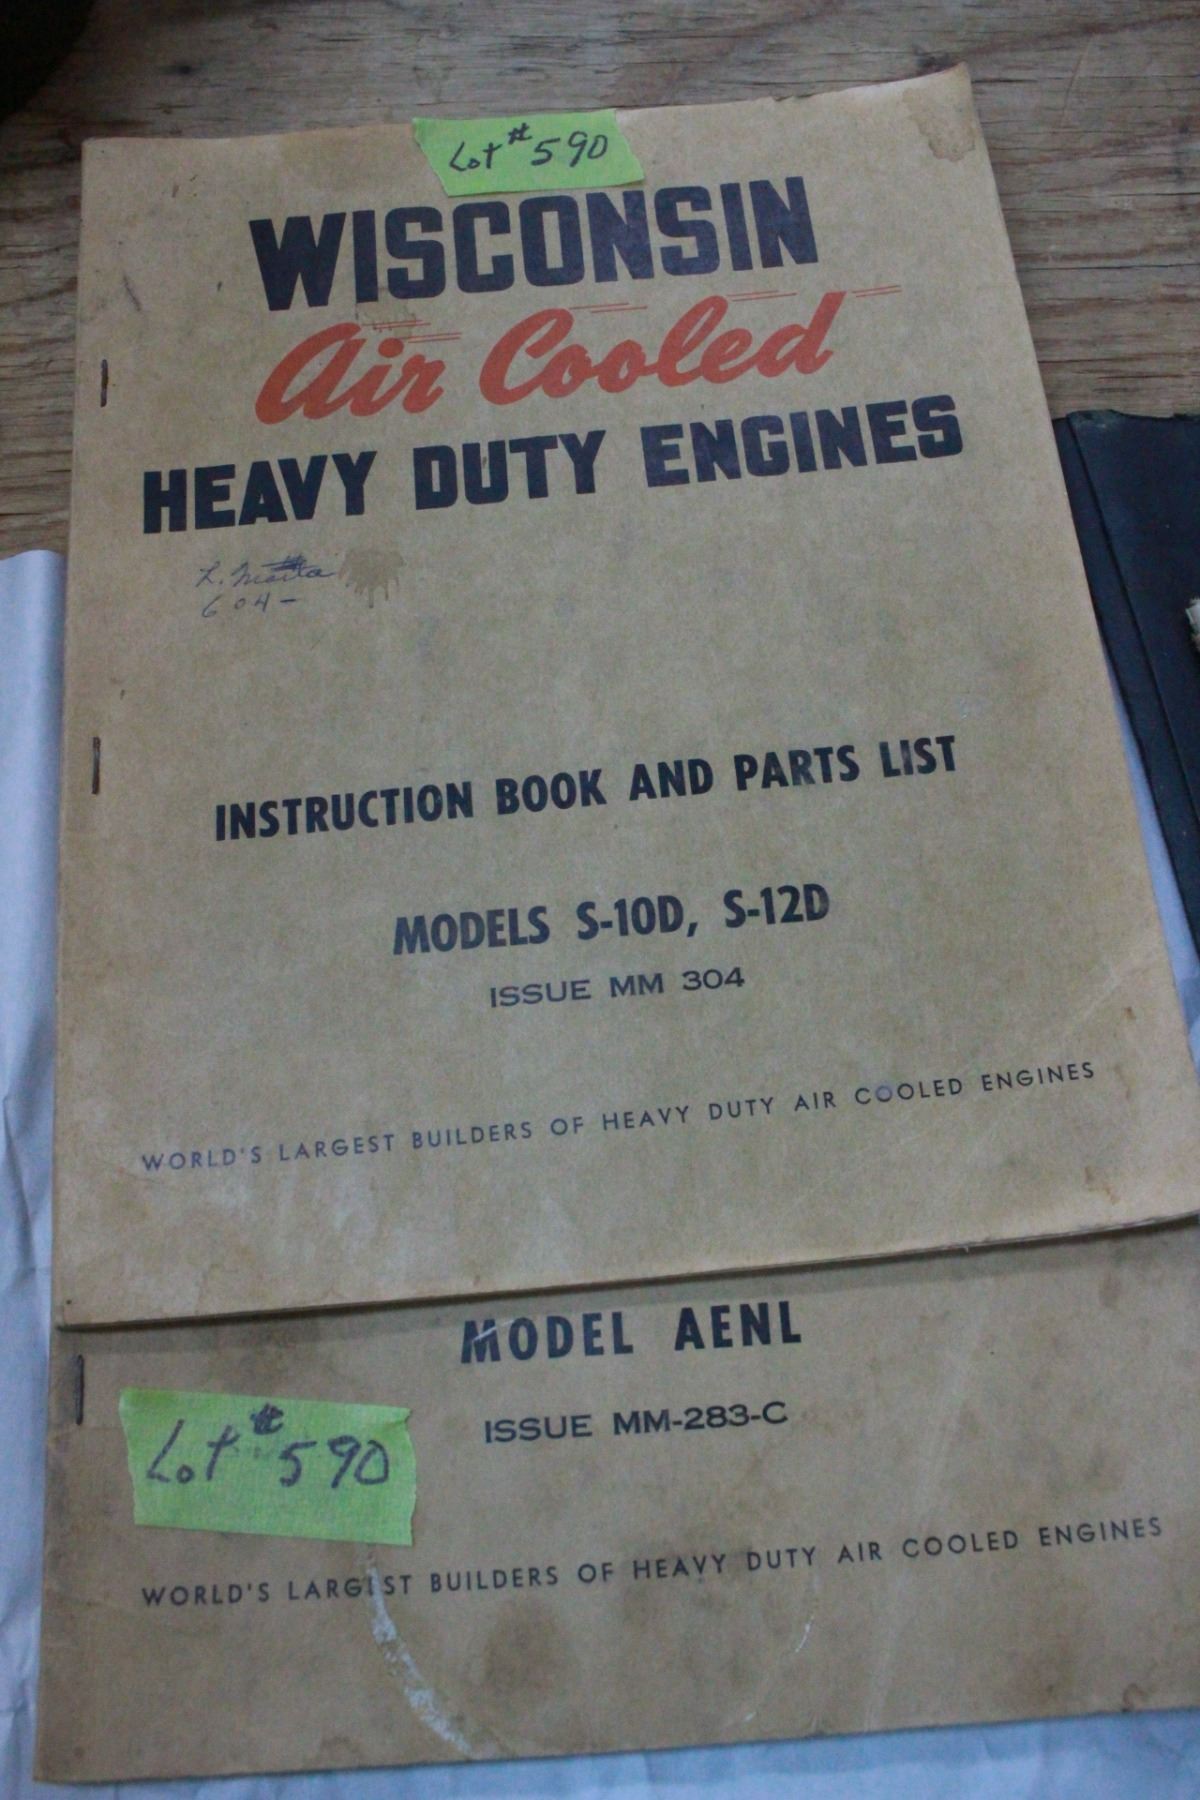 Lot # 590
WISCONSIN
Air Cooled
HEAVY DUTY ENGINES
604-
INSTRUCTION BOOK AND PARTS LIST
MODELS S-10D, S-12D
ISSUE MM 304
WORLD'S LARGEST BUILDERS OF HEAVY DUTY AIR COOLED ENGINES
MODEL AENL
ISSUE MM-283-C
Lot # 590
WORLD'S LARGEST BUILDERS OF HEAVY DUTY AIR COOLED ENGINES